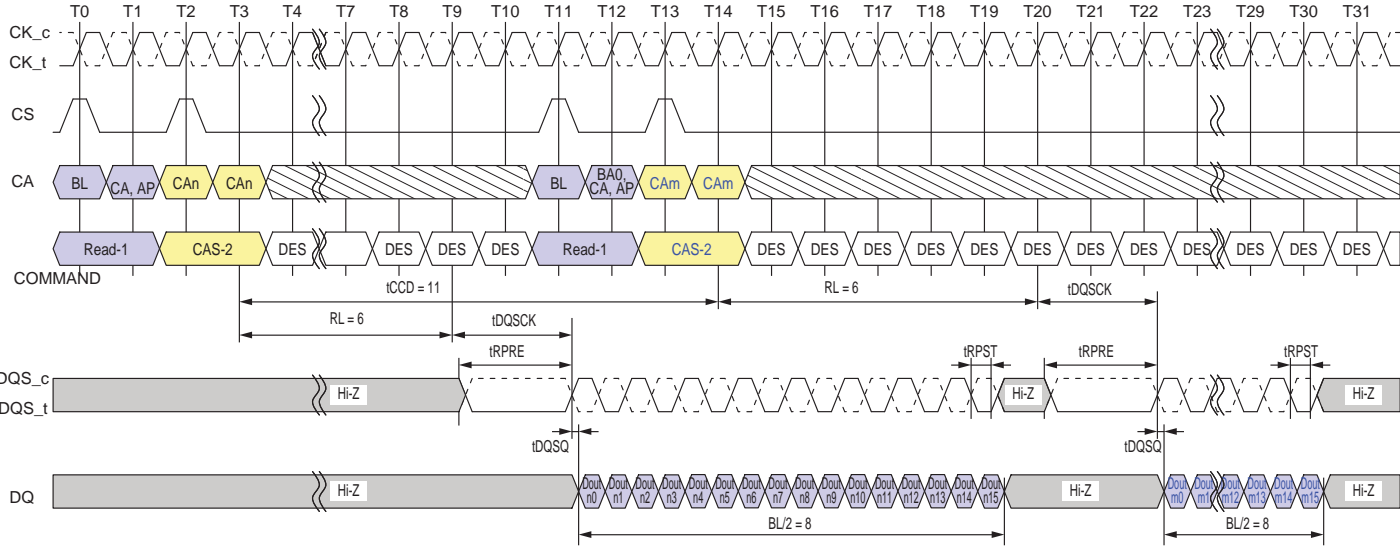 T0 T1 T2 T3 T4 T7 T8 T9 T10 T11 T12 T13 T14 T15 T16 T17 T18 T19 T20 T21 T22 T23 T29 T30 T31
CK_c
CK_t
CS
CA BL CA, AP CAn CAn BL BA0, CA, AP CAm CAm
Read-1 CAS-2 DES DES DES DES Read-1 CAS-2 DES DES DES DES DES DES DES DES DES DES DES DES
COMMAND
tCCD = 11 RL = 6 tDQSCK
RL = 6 tDQSCK
tRPRE tRPST tRPRE tRPST
DQS_c
Hi-Z Hi-Z Hi-Z
DQS_t
tDQSQ tDQSQ
DQ Hi-Z Dout n0 Dout n1 Dout n2 Dout n3 Dout n4 Dout n5 Dout n6 Dout n7 Dout n8 Dout n9 Dout n10 Dout n11 Dout n12 Dout n13 Dout n14 Dout n15 Hi-Z Dout m0 Dout m1 Dout m12 Dout m13 Dout m14 Dout m15 Hi-Z
BL/2 = 8 BL/2 = 8